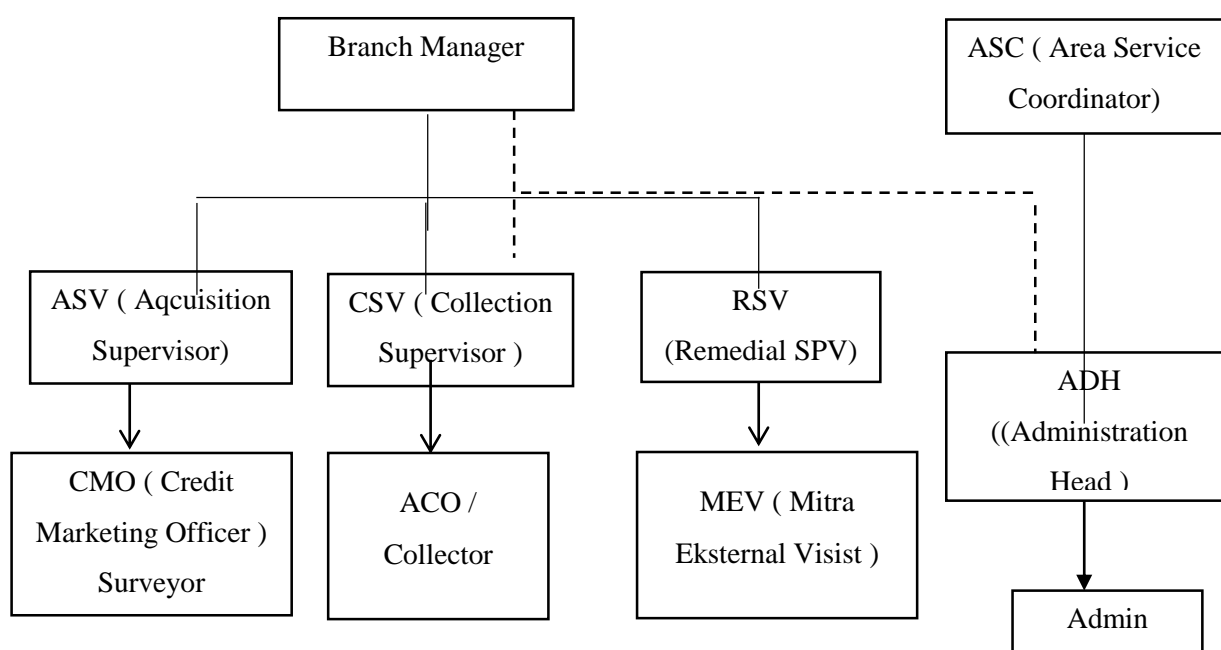 Branch Manager
ASC ( Area Service
Coordinator)
ASV ( Aqcuisition
Supervisor)
CSV ( Collection
Supervisor )
RSV
(Remedial SPV)
ADH
((Administration
Head )
CMO ( Credit
Marketing Officer )
Surveyor
ACO /
Collector
MEV ( Mitra
Eksternal Visist )
Admin